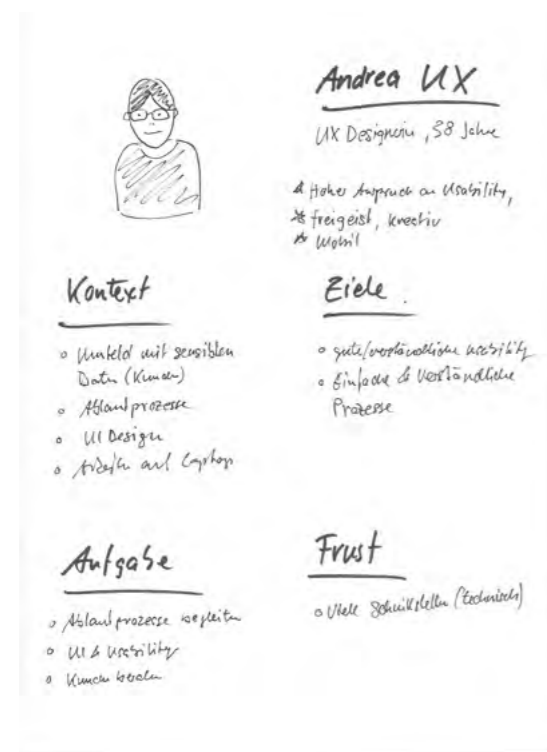 Andrea UX
UX Designerin, 38 Jahre
Hoher Anspruch an Usability,
freigeist, kreativ
Mobil
Kontext
Umfeld mit sensiblen
Daten (Kunden)
Ablaufprozesse
UI Design
Arbeitet auf Laptop
Ziele
gute/verständliche usability
Einfache & Verständliche
Prozesse
Aufgabe
Ablaufprozesse begleiten
UI & Usability
Kunden beraten
Frust
Viele Schnittstellen (technisch)